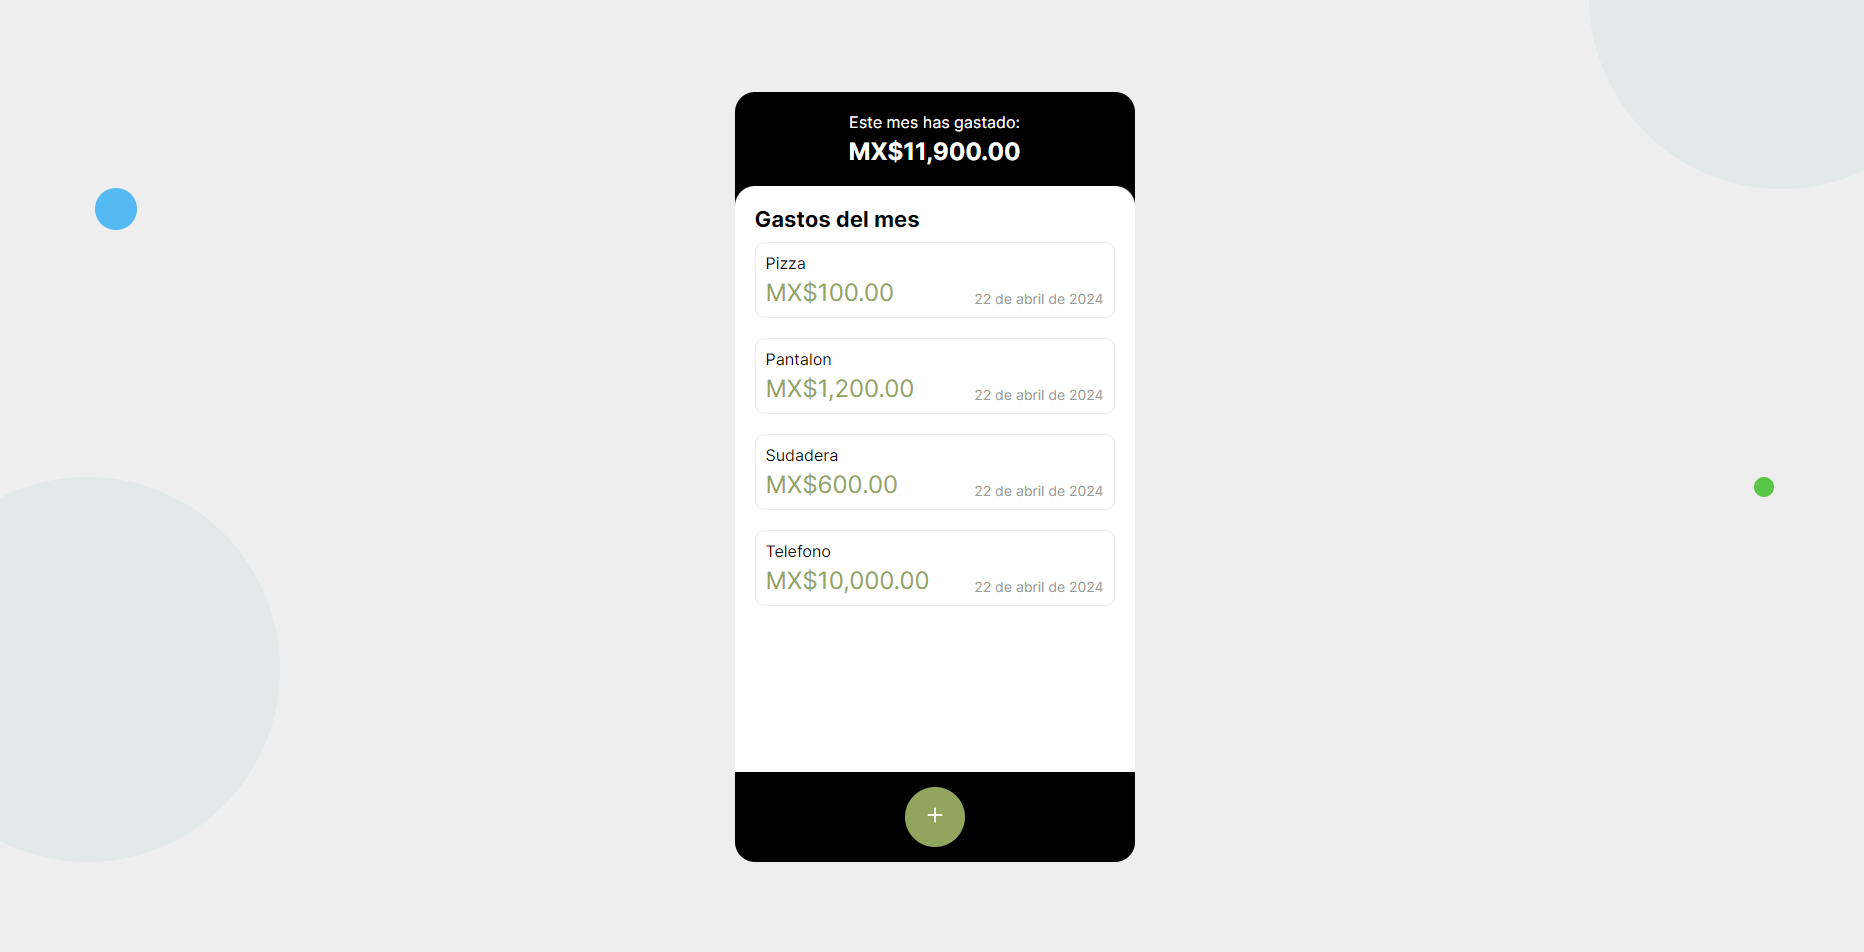 Este mes has gastado:
MX$11,900.00
Gastos del mes
Pizza
MX$100.00
22 de abril de 2024
Pantalon
MX$1,200.00
22 de abril de 2024
Sudadera
MX$600.00
22 de abril de 2024
Telefono
MX$10,000.00
22 de abril de 2024
+